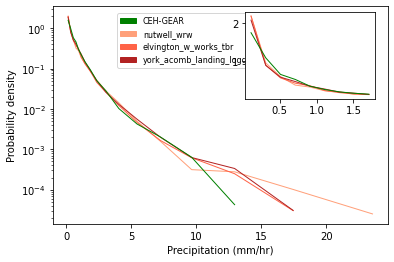 CEH-GEAR
nutwell_wrw
elvington_w_works_tbr
york_acomb_landing_logg
2
1
0.5 1.0 1.5
10⁰
10⁻¹
10⁻²
10⁻³
10⁻⁴
Probability density
0 5 10 15 20
Precipitation (mm/hr)